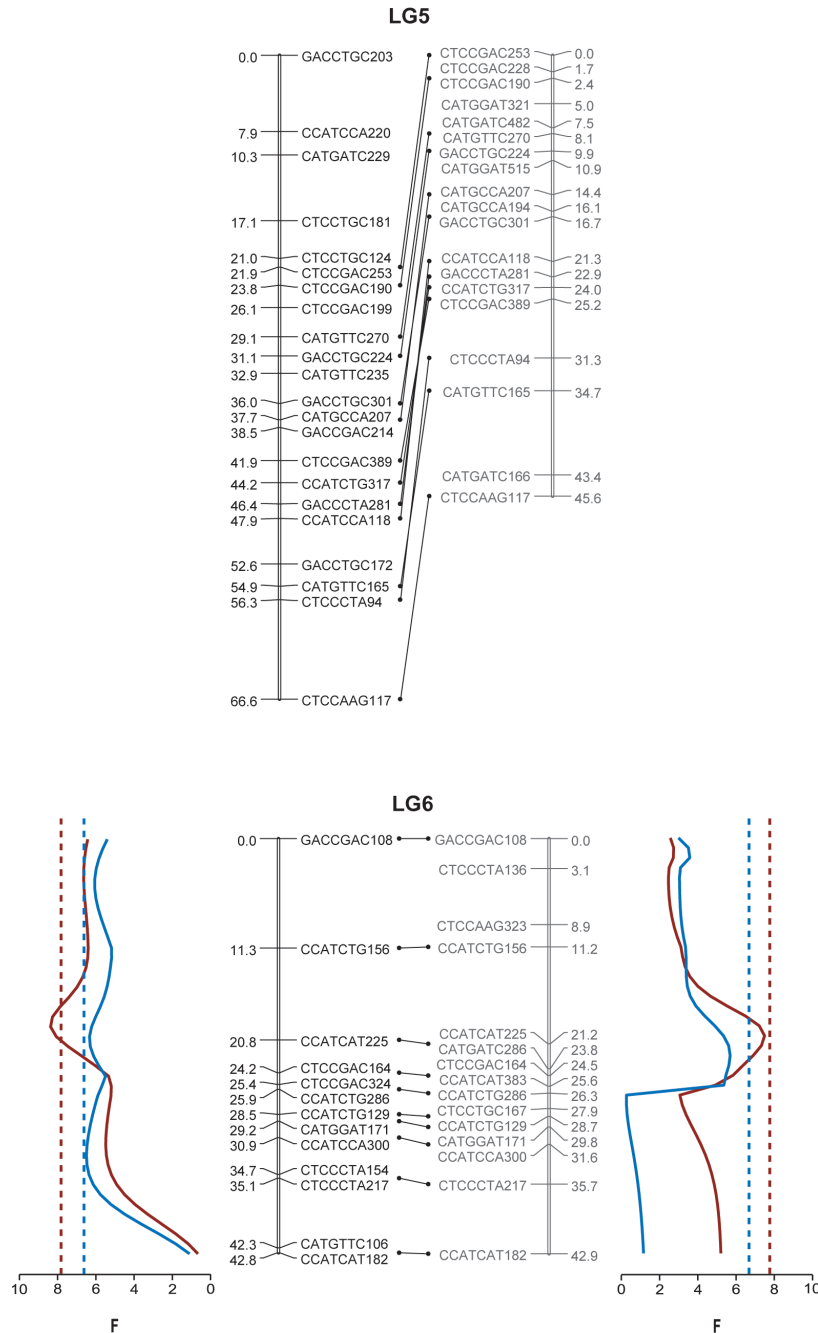 LG5
0.0 GACCTGC203
7.9 CCATCCA220
10.3 CATGATC229
17.1 CTCCTGC181
21.0 CTCCTGC124
21.9 CTCCGAC253
23.8 CTCCGAC190
26.1 CTCCGAC199
29.1 CATGTTC270
31.1 GACCTGC224
32.9 CATGTTC235
36.0 GACCTGC301
37.7 CATGCCA207
38.5 GACCGAC214
41.9 CTCCGAC389
44.2 CCATCTG317
46.4 GACCCTA281
47.9 CCATCCA118
52.6 GACCTGC172
54.9 CATGTTC165
56.3 CTCCCTA94
66.6 CTCCAAG117
CTCCGAC253 0.0
CTCCGAC228 1.7
CTCCGAC190 2.4
CATGGAT321 5.0
CATGATC482 7.5
CATGTTC270 8.1
GACCTGC224 9.9
CATGGAT515 10.9
CATGCCA207 14.4
CATGCCA194 16.1
GACCTGC301 16.7
CCATCCA118 21.3
GACCCTA281 22.9
CCATCTG317 24.0
CTCCGAC389 25.2
CTCCCTA94 31.3
CATGTTC165 34.7
CATGATC166 43.4
CTCCAAG117 45.6
LG6
0.0 GACCGAC108
11.3 CCATCTG156
20.8 CCATCAT225
24.2 CTCCGAC164
25.4 CTCCGAC324
25.9 CCATCTG286
28.5 CCATCTG129
29.2 CATGGAT171
30.9 CCATCCA300
34.7 CTCCCTA154
35.1 CTCCCTA217
42.3 CATGTTC106
42.8 CCATCAT182
GACCGAC108 0.0
CTCCCTA136 3.1
CTCCAAG323 8.9
CCATCTG156 11.2
CCATCAT225 21.2
CATGATC286 23.8
CTCCGAC164 24.5
CCATCAT383 25.6
CCATCTG286 26.3
CTCCTGC167 27.9
CCATCTG129 28.7
CATGGAT171 29.8
CCATCCA300 31.6
CTCCCTA217 35.7
CCATCAT182 42.9
10 8 6 4 2 0
F
0 2 4 6 8 10
F